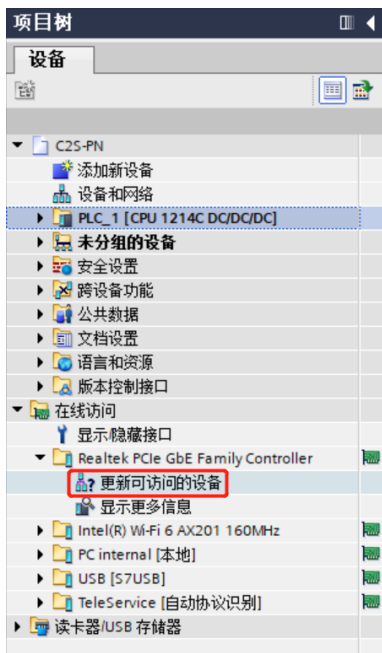 项目树
设备
C2S-PN
添加新设备
设备和网络
PLC_1 [CPU 1214C DC/DC/DC]
未分组的设备
安全设置
跨设备功能
公共数据
文档设置
语言和资源
版本控制接口
在线访问
显示/隐藏接口
Realtek PCIe GbE Family Controller
更新可访问的设备
显示更多信息
Intel(R) Wi-Fi 6 AX201 160MHz
PC internal [本地]
USB [S7USB]
TeleService [自动协议识别]
读卡器/USB 存储器